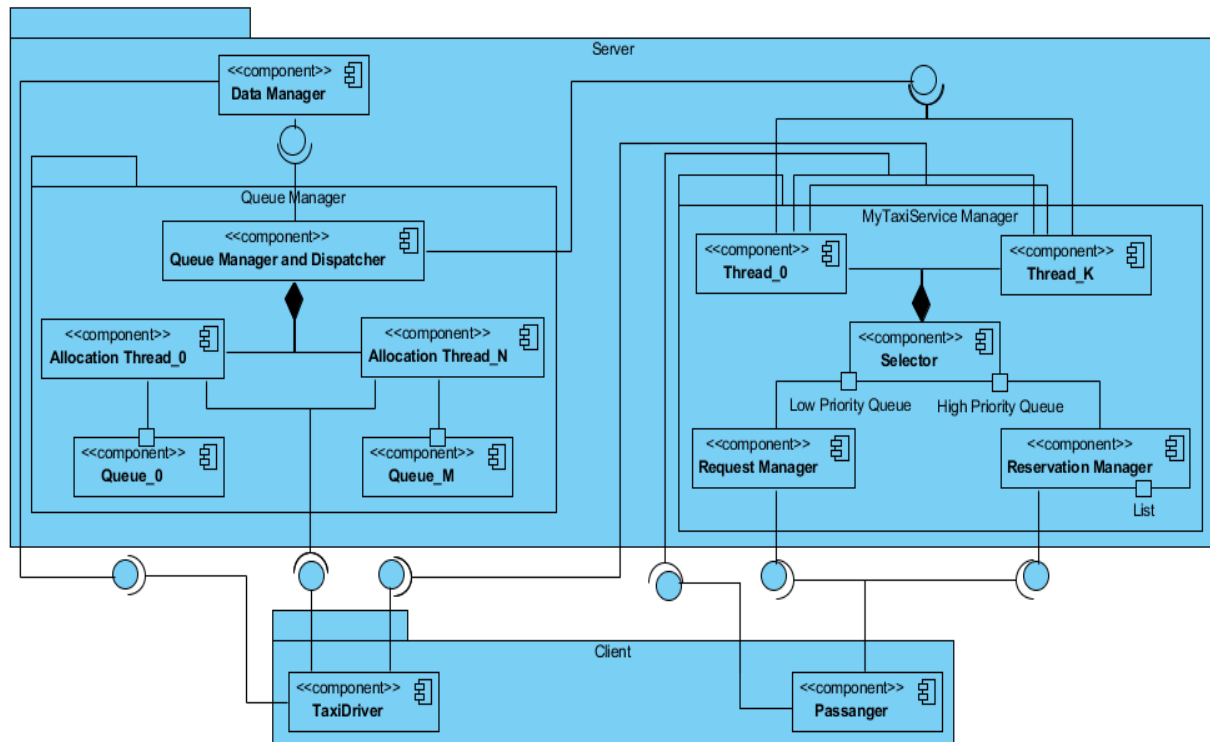 Server
<<component>>
Data Manager
Queue Manager
<<component>>
Queue Manager and Dispatcher
<<component>>
Allocation Thread_0
<<component>>
Allocation Thread_N
<<component>>
Queue_0
<<component>>
Queue_M
MyTaxiService Manager
<<component>>
Thread_0
<<component>>
Thread_K
<<component>>
Selector
Low Priority Queue
High Priority Queue
<<component>>
Request Manager
<<component>>
Reservation Manager
List
Client
<<component>>
TaxiDriver
<<component>>
Passanger